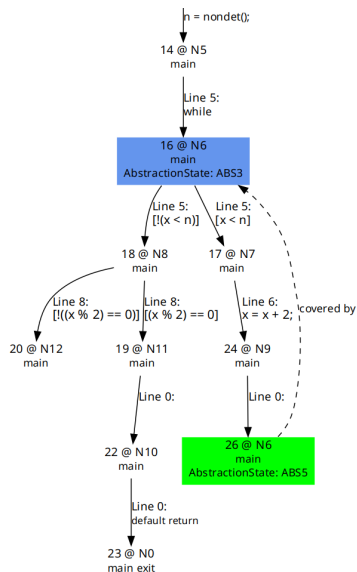 n = nondet();
14 @ N5
main
Line 5:
while
16 @ N6
main
AbstractionState: ABS3
Line 5:
[!(x < n)]
Line 5:
[x < n]
18 @ N8
main
17 @ N7
main
Line 8:
[!((x % 2) == 0)]
Line 8:
[(x % 2) == 0]
Line 6:
x = x + 2;
covered by
20 @ N12
main
19 @ N11
main
24 @ N9
main
Line 0:
Line 0:
22 @ N10
main
26 @ N6
main
AbstractionState: ABS5
Line 0:
default return
23 @ N0
main exit